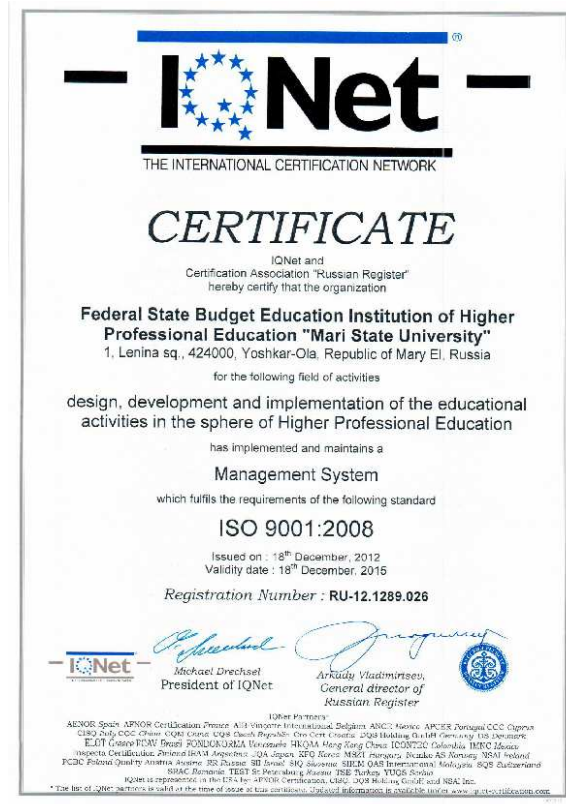 IQNet ®
THE INTERNATIONAL CERTIFICATION NETWORK
CERTIFICATE
IQNet and
Certification Association "Russian Register"
hereby certify that the organization
Federal State Budget Education Institution of Higher
Professional Education "Mari State University"
1, Lenina sq., 424000, Yoshkar-Ola, Republic of Mary El, Russia
for the following field of activities
design, development and implementation of the educational
activities in the sphere of Higher Professional Education
has implemented and maintains a
Management System
which fulfils the requirements of the following standard
ISO 9001:2008
Issued on : 18th December, 2012
Validity date : 18th December, 2015
Registration Number : RU-12.1289.026
IQNet
Michael Drechsel
President of IQNet
Arkady Vladimirtsev,
General director of
Russian Register
IQNet Partners*:
AENOR Spain AFNOR Certification France AIB-Vinçotte International Belgium ANCE Mexico APCER Portugal CCC Cyprus
CISQ Italy CQC China CQM China CQS Czech Republic Cro Cert Croatia DQS Holding GmbH Germany DS Denmark
ELOT Greece FCAV Brazil FONDONORMA Venezuela HKQAA Hong Kong China ICONTEC Colombia IMNC Mexico
Inspecta Certification Finland IRAM Argentina JQA Japan KFQ Korea MSZT Hungary Nemko AS Norway NSAI Ireland
PCBC Poland Quality Austria Austria RR Russia SII Israel SIQ Slovenia SIRIM QAS International Malaysia SQS Switzerland
SRAC Romania TEST St Petersburg Russia TSE Turkey YUQS Serbia
IQNet is represented in the USA by: AFNOR Certification, CISQ, DQS Holding GmbH and NSAI Inc.
* The list of IQNet partners is valid at the time of issue of this certificate. Updated information is available under www.iqnet-certification.com